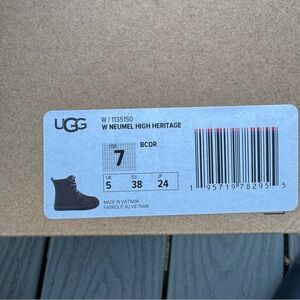 UGG
W / 1135150
W NEUMEL HIGH HERITAGE
USA
7
BCDR
UK EU JP
5 38 24
MADE IN VIETNAM
FABRIQUÉ AU VIETNAM
1 95719 78295 5